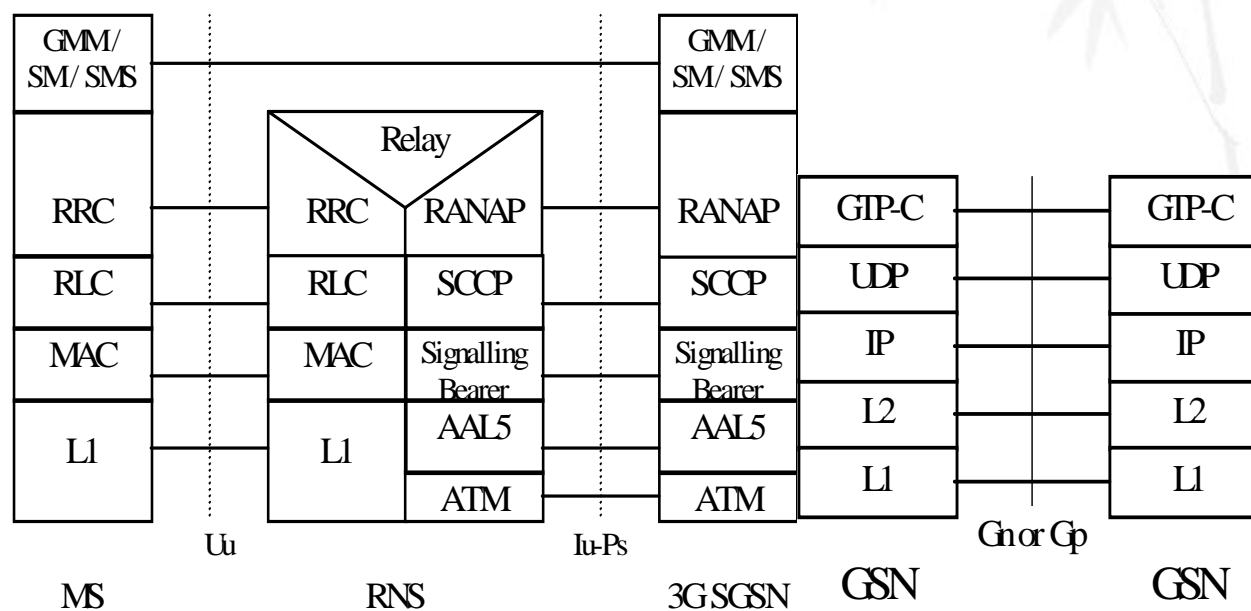 GMM/
SM/ SMS
GMM/
SM/ SMS
Relay
RRC
RRC
RANAP
RANAP
GTP-C
GTP-C
RLC
RLC
SCCP
SCCP
UDP
UDP
MAC
MAC
Signalling
Bearer
Signalling
Bearer
IP
IP
L1
L1
AAL5
AAL5
L2
L2
ATM
ATM
L1
L1
Uu
Iu-Ps
Gn or Gp
MS
RNS
3G SGSN
GSN
GSN